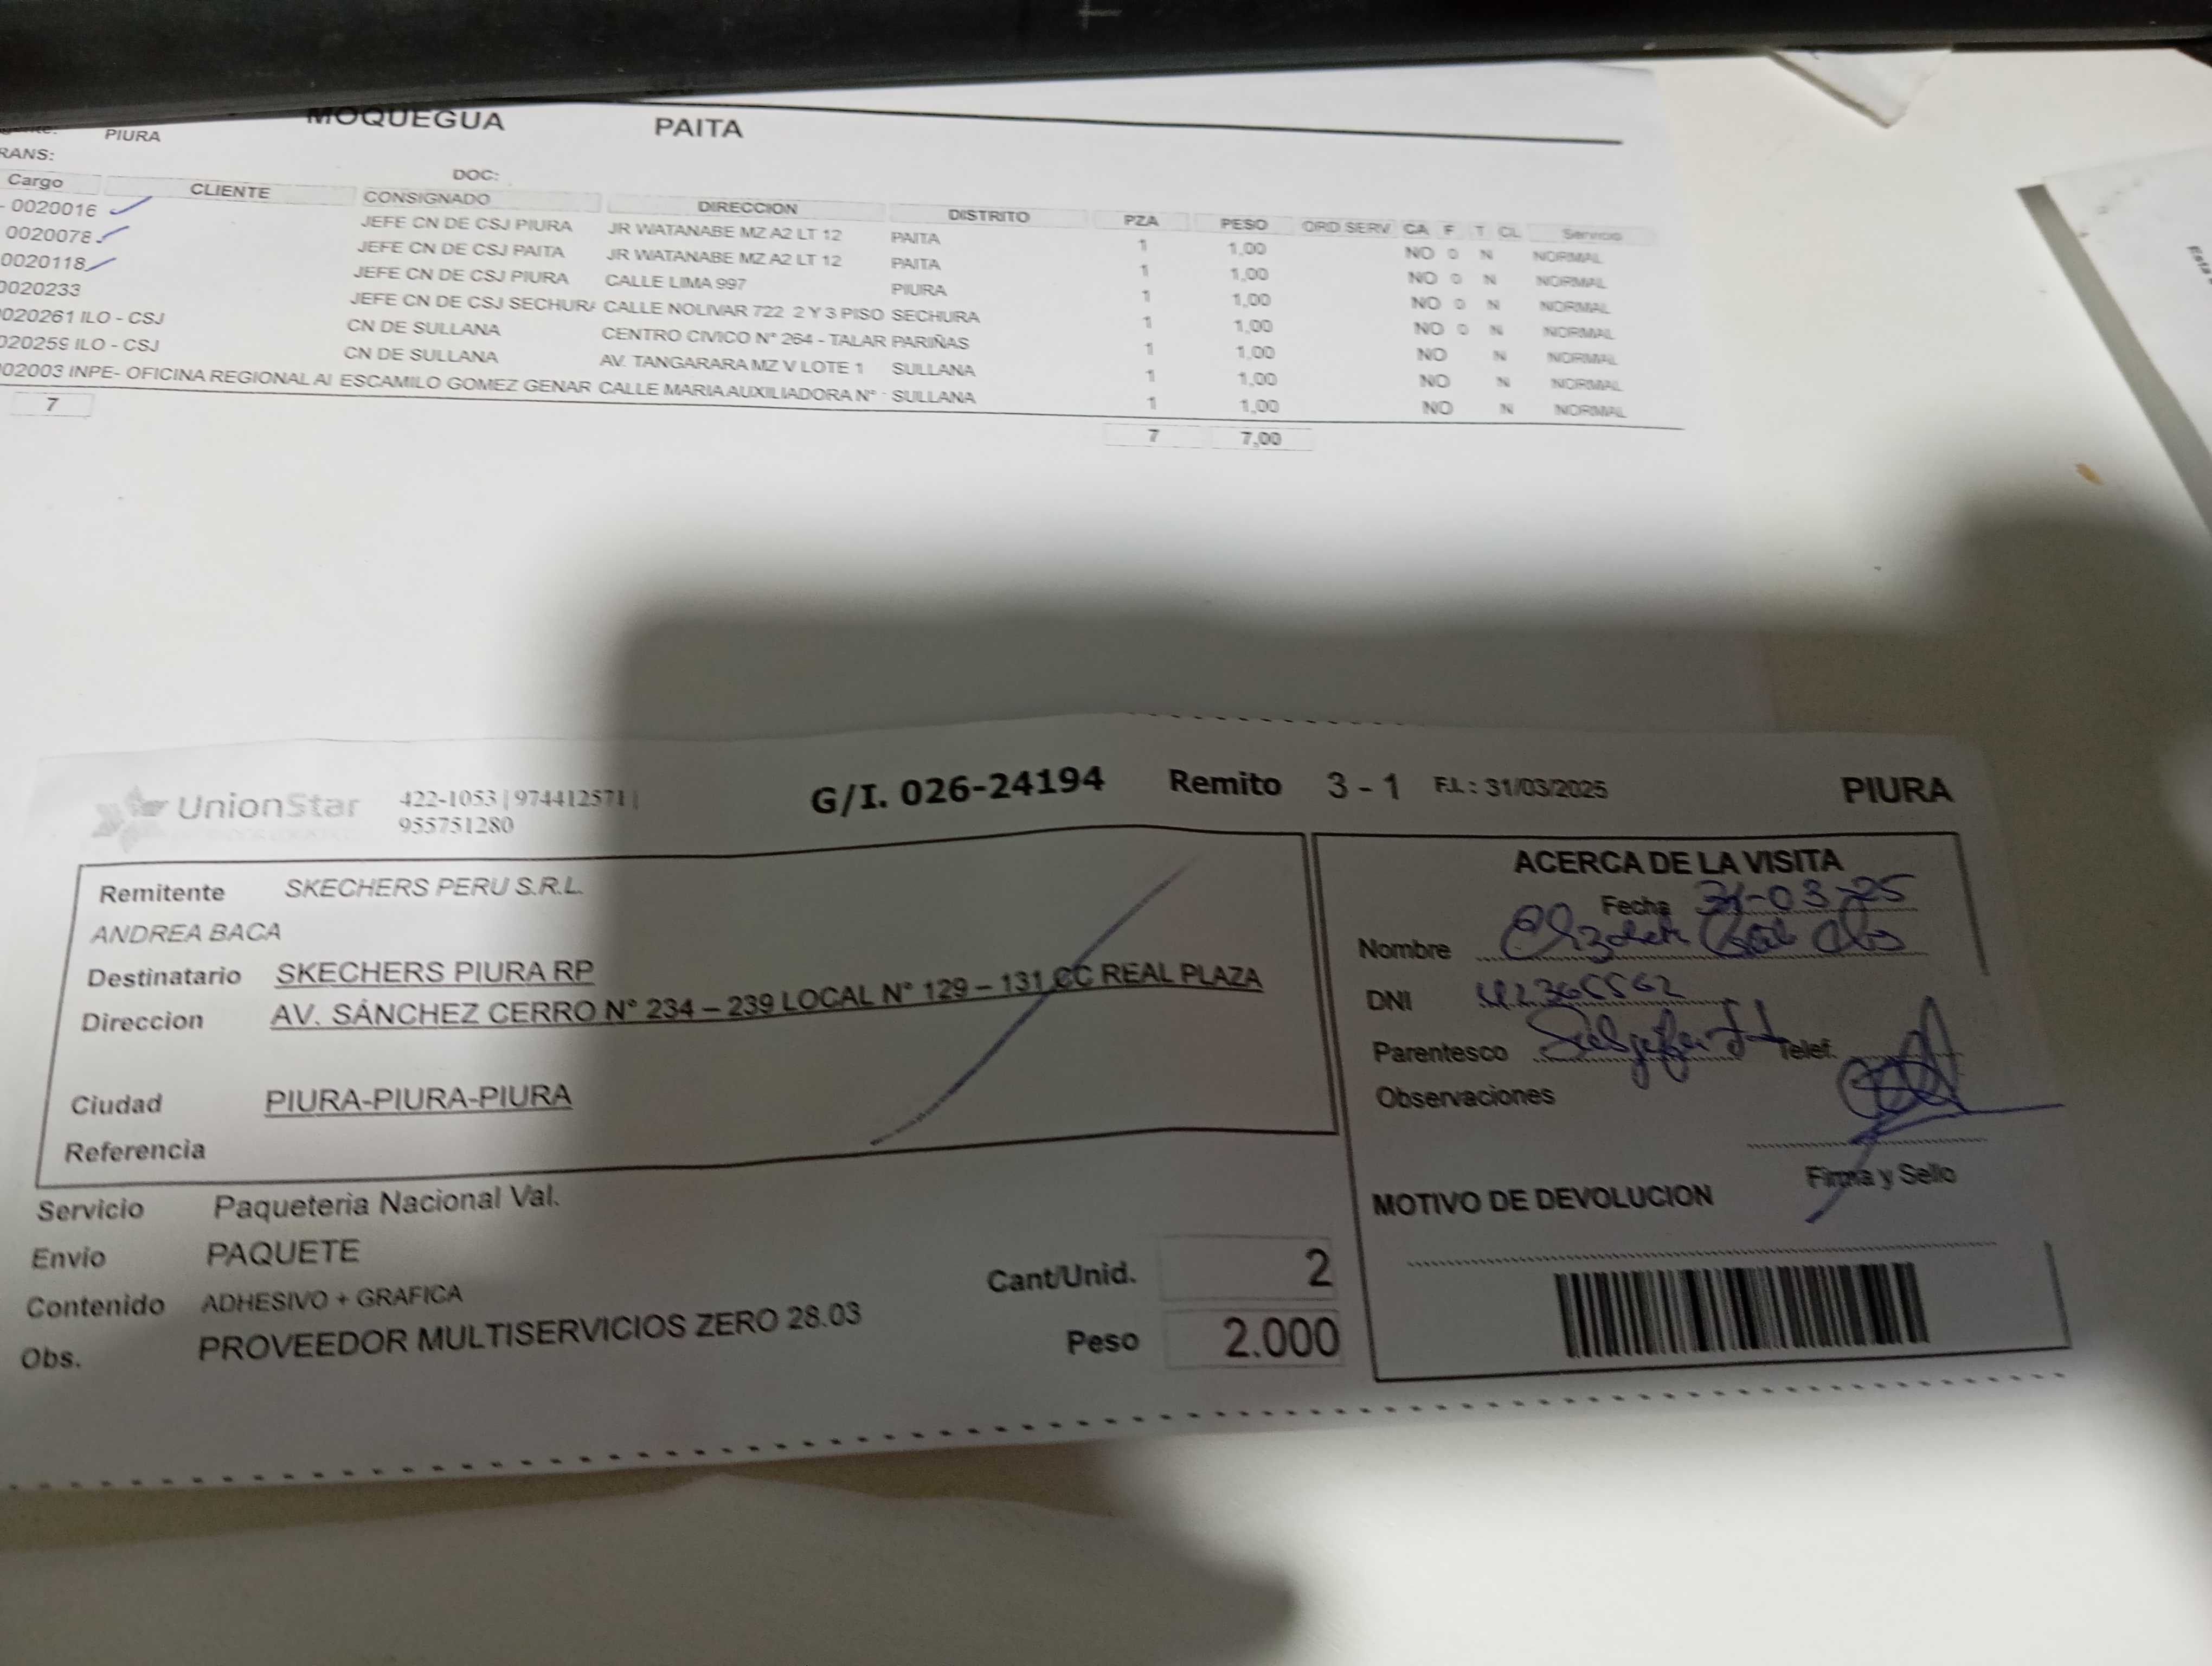 PIURA MOQUEGUA PAITA
RANS:
DOC:
Cargo CLIENTE CONSIGNADO DIRECCION DISTRITO PZA PESO ORD SERV CA F T CL Servicio
- 0020016 JEFE CN DE CSJ PIURA JR WATANABE MZ A2 LT 12 PAITA 1 1,00 NO 0 N NORMAL
0020078 JEFE CN DE CSJ PAITA JR WATANABE MZ A2 LT 12 PAITA 1 1,00 NO 0 N NORMAL
0020118 JEFE CN DE CSJ PIURA CALLE LIMA 997 PIURA 1 1,00 NO 0 N NORMAL
0020233 JEFE CN DE CSJ SECHURA CALLE NOLIVAR 722 2 Y 3 PISO SECHURA 1 1,00 NO 0 N NORMAL
020261 ILO - CSJ CN DE SULLANA CENTRO CIVICO N° 264 - TALAR PARIÑAS 1 1,00 NO N NORMAL
020259 ILO - CSJ CN DE SULLANA AV. TANGARARA MZ V LOTE 1 SULLANA 1 1,00 NO N NORMAL
02003 INPE- OFICINA REGIONAL AI ESCAMILO GOMEZ GENAR CALLE MARIA AUXILIADORA N° SULLANA 1 1,00 NO N NORMAL
7 7 7,00
UnionStar 422-1053 | 974412571 |
955751280
G/I. 026-24194 Remito 3 - 1 F.I. : 31/03/2025 PIURA
Remitente SKECHERS PERU S.R.L.
ANDREA BACA
Destinatario SKECHERS PIURA RP
Direccion AV. SÁNCHEZ CERRO N° 234 – 239 LOCAL N° 129 – 131 CC REAL PLAZA
Ciudad PIURA-PIURA-PIURA
Referencia
Servicio Paqueteria Nacional Val.
Envio PAQUETE
Contenido ADHESIVO + GRAFICA
Obs. PROVEEDOR MULTISERVICIOS ZERO 28.03
Cant/Unid. 2
Peso 2.000
ACERCA DE LA VISITA
Fecha 31-03-25
Nombre
DNI
Parentesco Telef.
Observaciones
Firma y Sello
MOTIVO DE DEVOLUCION